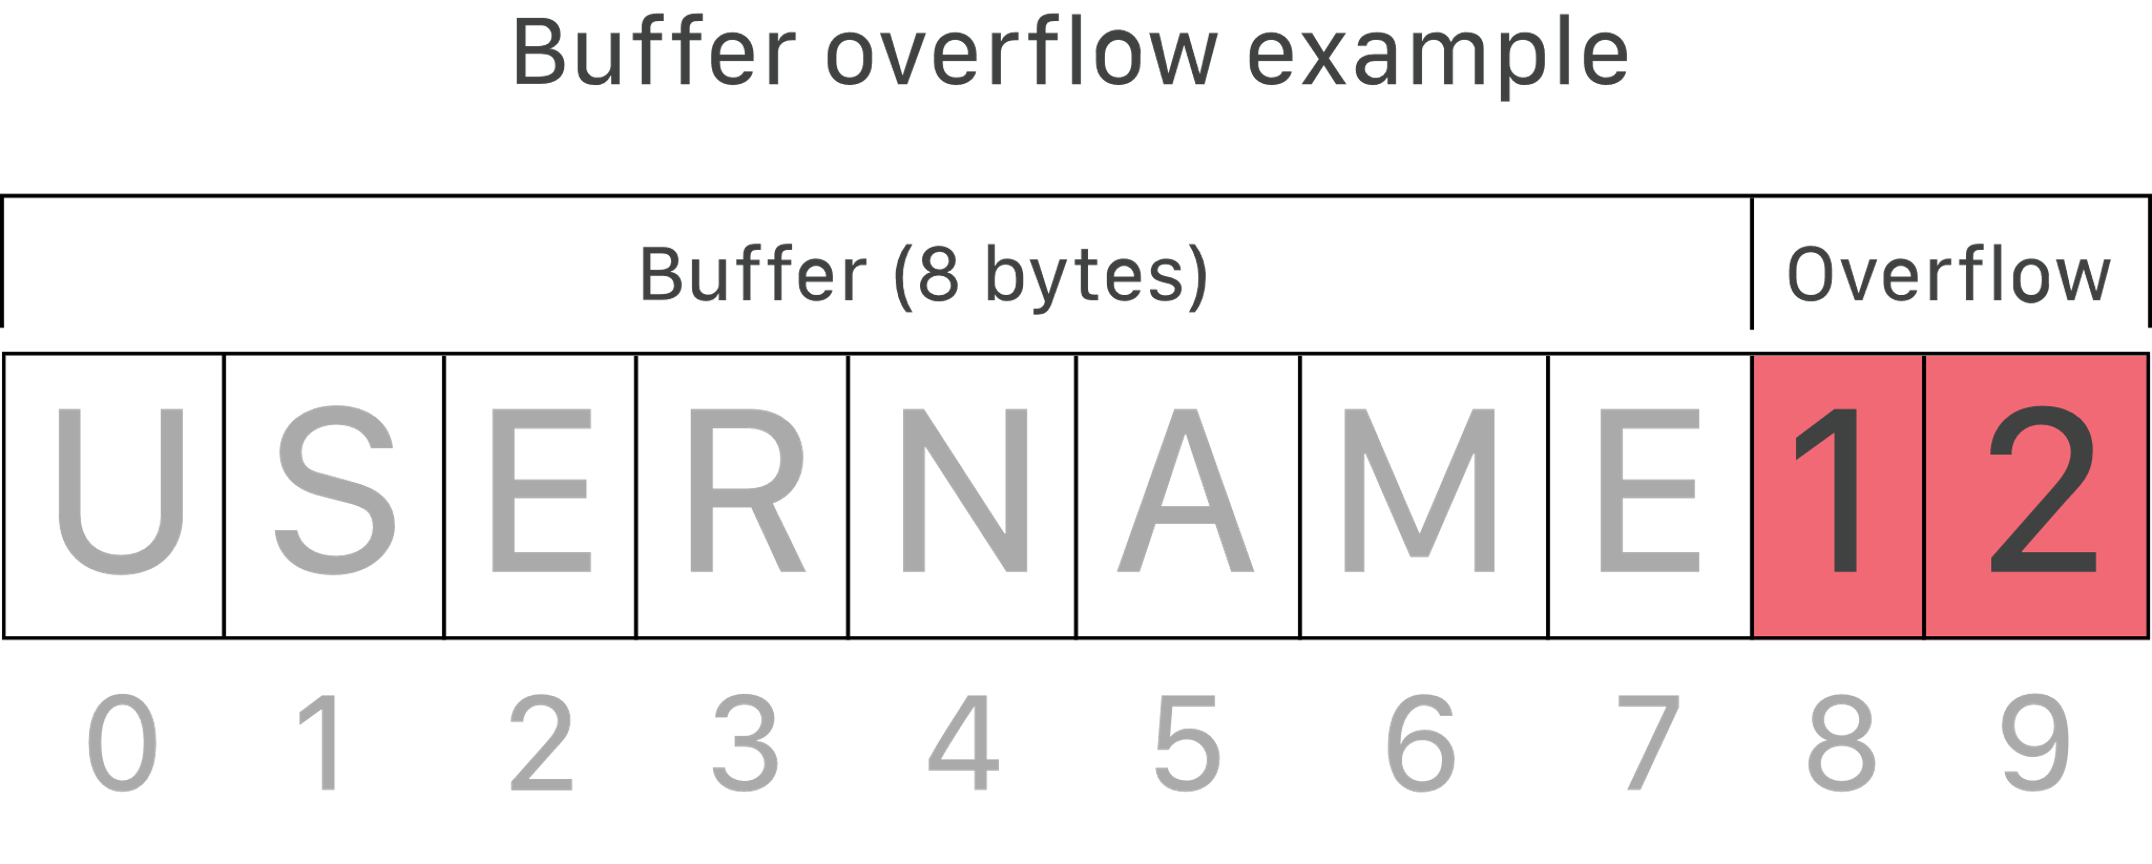 Buffer overflow example
Buffer (8 bytes) Overflow
U S E R N A M E 1 2
0 1 2 3 4 5 6 7 8 9